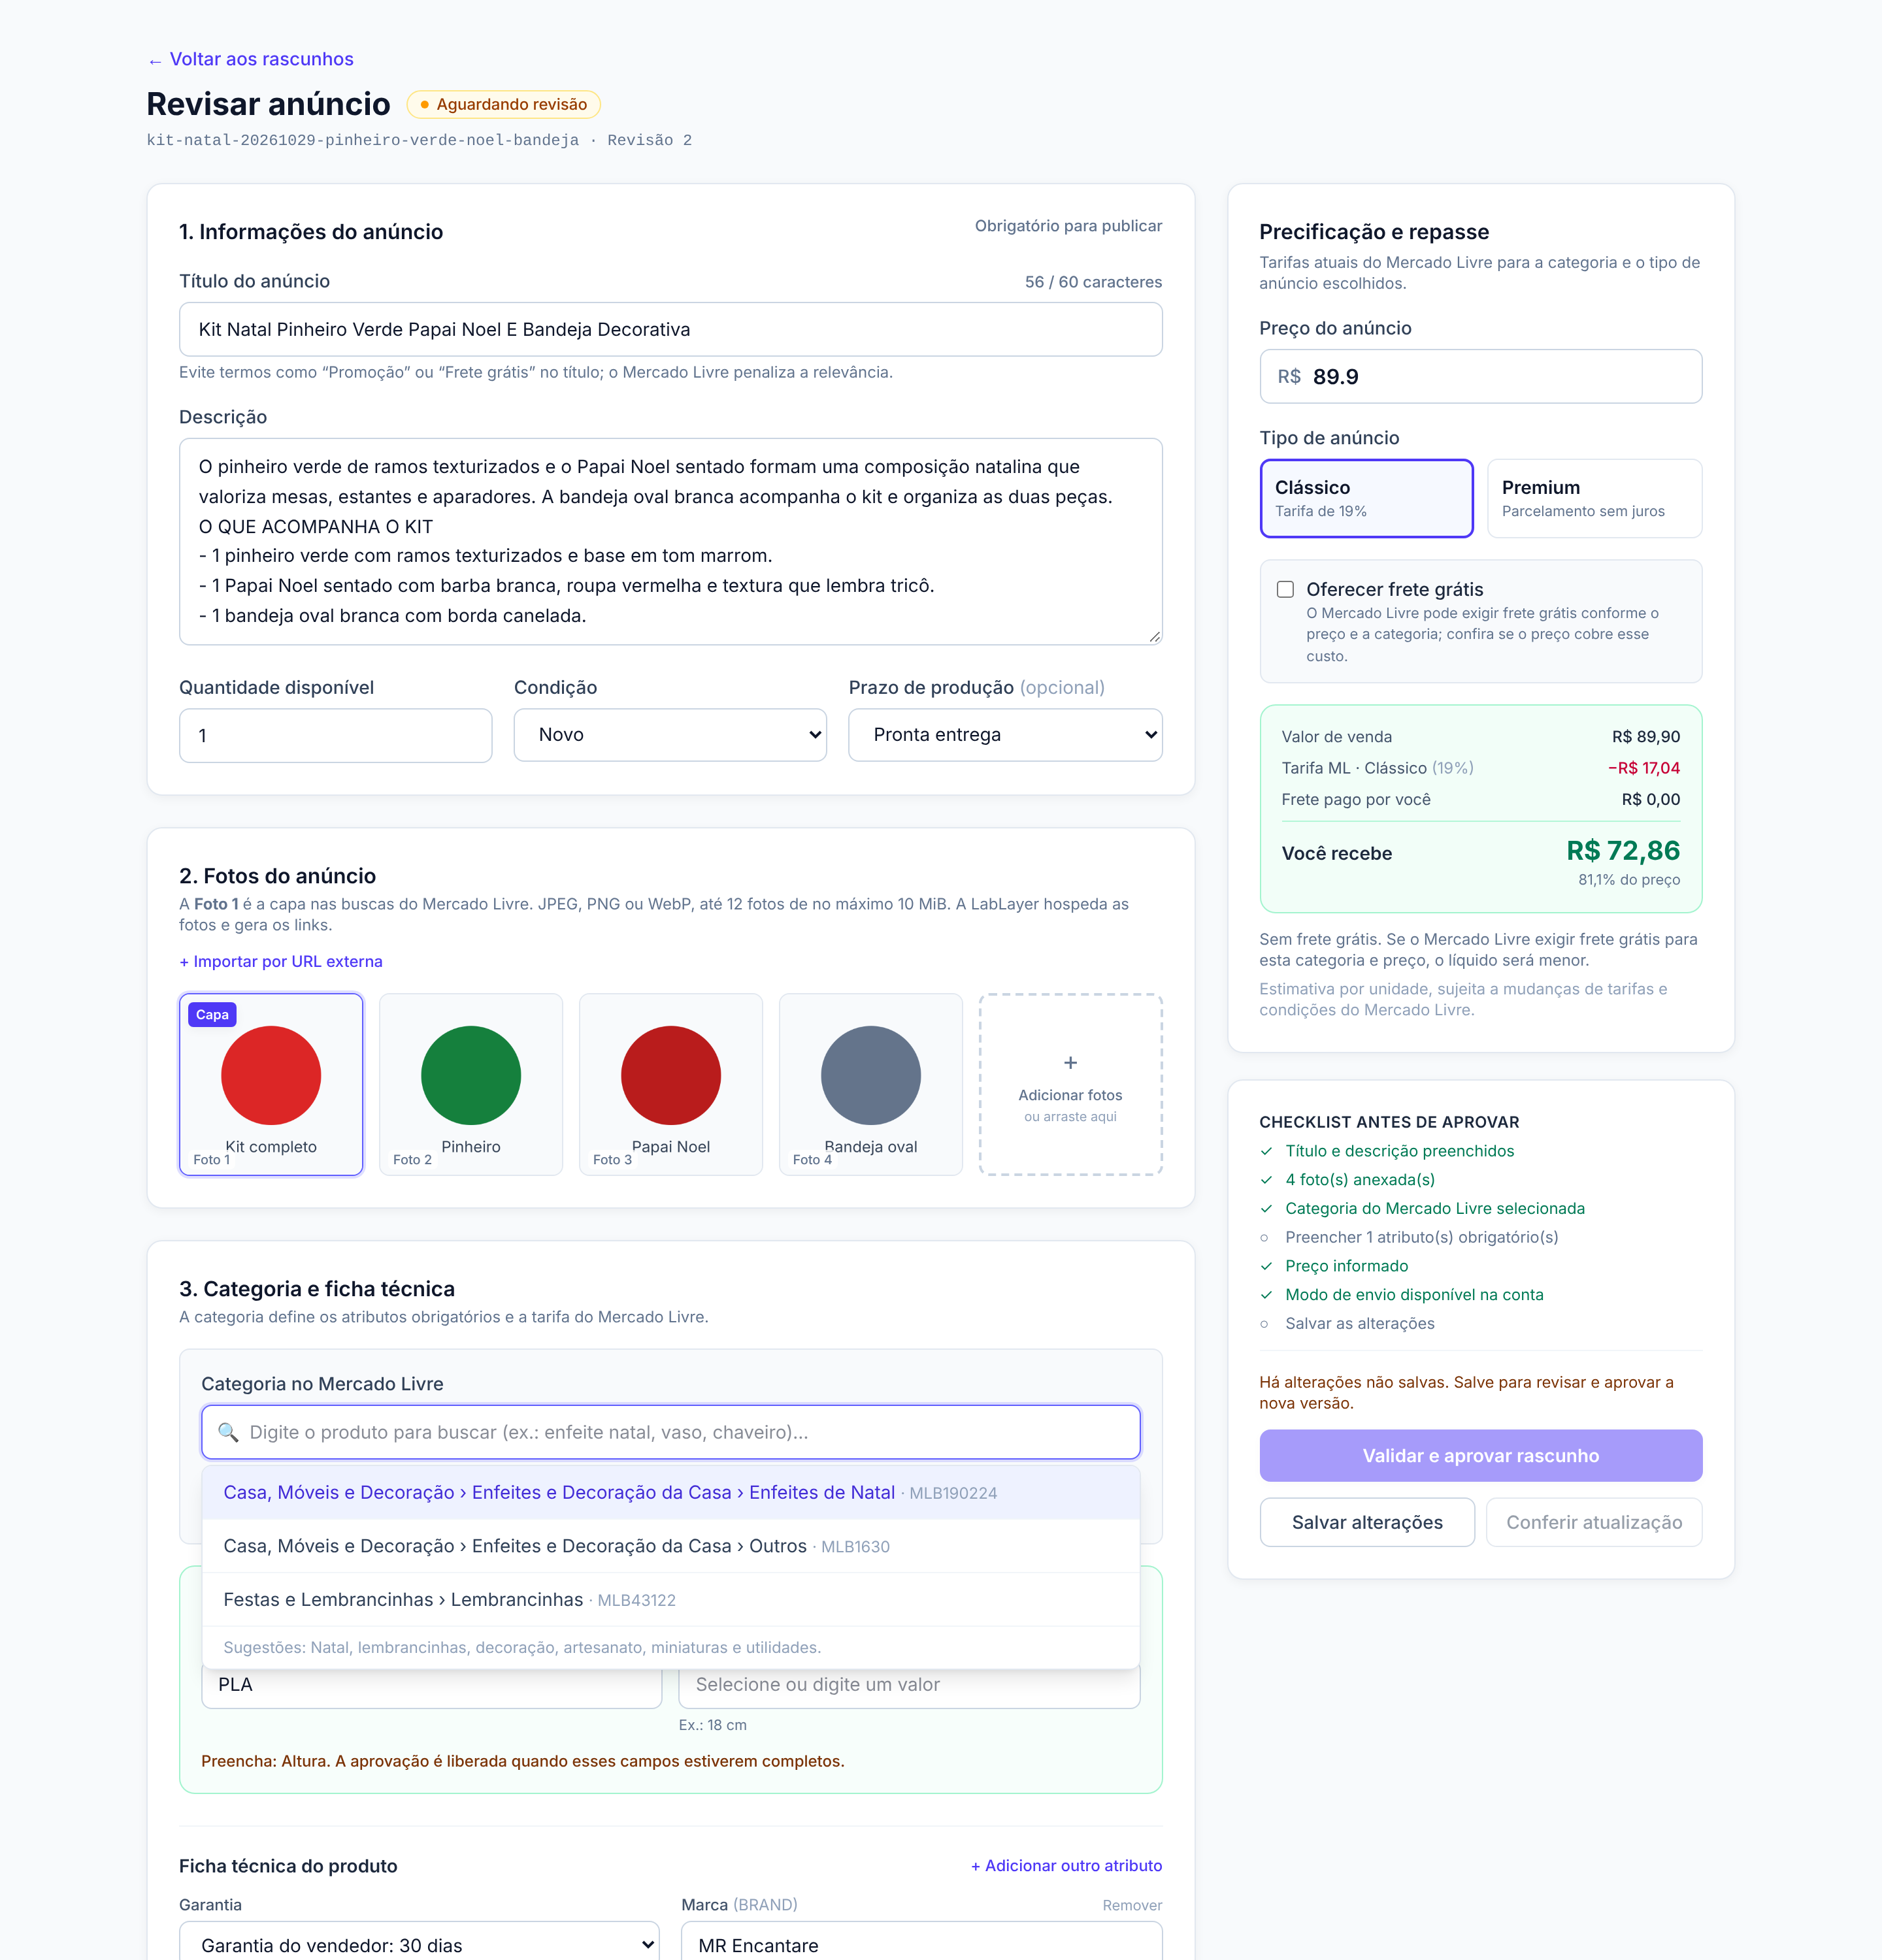 ← Voltar aos rascunhos
Revisar anúncio
Aguardando revisão
kit-natal-20261029-pinheiro-verde-noel-bandeja · Revisão 2
1. Informações do anúncio
Obrigatório para publicar
Título do anúncio
56 / 60 caracteres
Kit Natal Pinheiro Verde Papai Noel E Bandeja Decorativa
Evite termos como “Promoção” ou “Frete grátis” no título; o Mercado Livre penaliza a relevância.
Descrição
O pinheiro verde de ramos texturizados e o Papai Noel sentado formam uma composição natalina que
valoriza mesas, estantes e aparadores. A bandeja oval branca acompanha o kit e organiza as duas peças.
O QUE ACOMPANHA O KIT
- 1 pinheiro verde com ramos texturizados e base em tom marrom.
- 1 Papai Noel sentado com barba branca, roupa vermelha e textura que lembra tricô.
- 1 bandeja oval branca com borda canelada.
Quantidade disponível
Condição
Prazo de produção (opcional)
1
Novo
Pronta entrega
2. Fotos do anúncio
A Foto 1 é a capa nas buscas do Mercado Livre. JPEG, PNG ou WebP, até 12 fotos de no máximo 10 MiB. A LabLayer hospeda as
fotos e gera os links.
+ Importar por URL externa
Capa
Kit completo
Foto 1
Pinheiro
Foto 2
Papai Noel
Foto 3
Bandeja oval
Foto 4
+
Adicionar fotos
ou arraste aqui
3. Categoria e ficha técnica
A categoria define os atributos obrigatórios e a tarifa do Mercado Livre.
Categoria no Mercado Livre
Digite o produto para buscar (ex.: enfeite natal, vaso, chaveiro)...
Casa, Móveis e Decoração › Enfeites e Decoração da Casa › Enfeites de Natal · MLB190224
Casa, Móveis e Decoração › Enfeites e Decoração da Casa › Outros · MLB1630
Festas e Lembrancinhas › Lembrancinhas · MLB43122
Sugestões: Natal, lembrancinhas, decoração, artesanato, miniaturas e utilidades.
PLA
Selecione ou digite um valor
Ex.: 18 cm
Preencha: Altura. A aprovação é liberada quando esses campos estiverem completos.
Ficha técnica do produto
+ Adicionar outro atributo
Garantia
Marca (BRAND)
Remover
Garantia do vendedor: 30 dias
MR Encantare
Precificação e repasse
Tarifas atuais do Mercado Livre para a categoria e o tipo de
anúncio escolhidos.
Preço do anúncio
R$ 89.9
Tipo de anúncio
Clássico
Tarifa de 19%
Premium
Parcelamento sem juros
Oferecer frete grátis
O Mercado Livre pode exigir frete grátis conforme o
preço e a categoria; confira se o preço cobre esse
custo.
Valor de venda
R$ 89,90
Tarifa ML · Clássico (19%)
−R$ 17,04
Frete pago por você
R$ 0,00
Você recebe
R$ 72,86
81,1% do preço
Sem frete grátis. Se o Mercado Livre exigir frete grátis para
esta categoria e preço, o líquido será menor.
Estimativa por unidade, sujeita a mudanças de tarifas e
condições do Mercado Livre.
CHECKLIST ANTES DE APROVAR
✓ Título e descrição preenchidos
✓ 4 foto(s) anexada(s)
✓ Categoria do Mercado Livre selecionada
○ Preencher 1 atributo(s) obrigatório(s)
✓ Preço informado
✓ Modo de envio disponível na conta
○ Salvar as alterações
Há alterações não salvas. Salve para revisar e aprovar a
nova versão.
Validar e aprovar rascunho
Salvar alterações
Conferir atualização